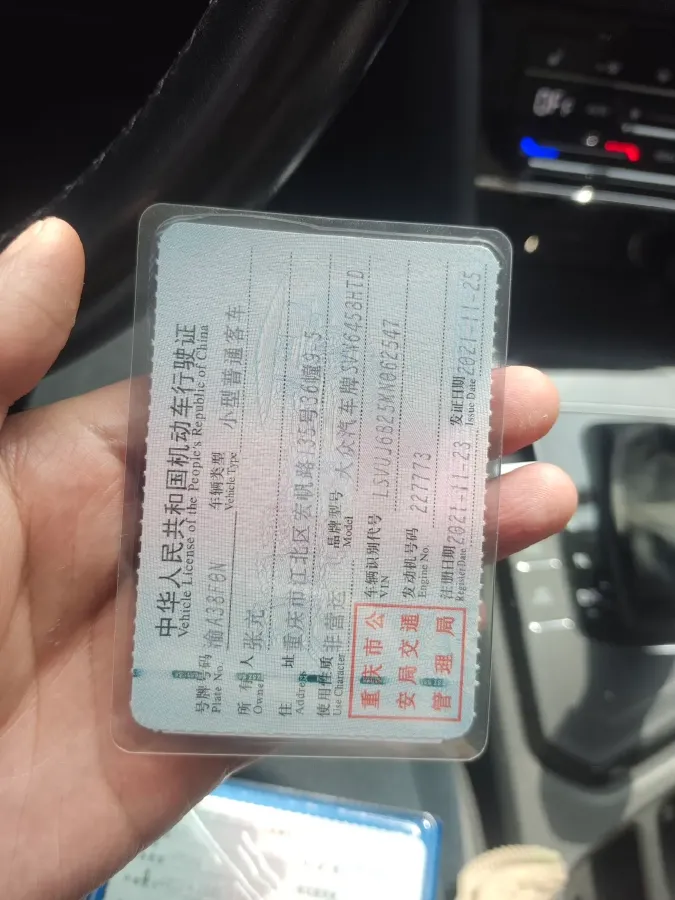 中华人民共和国机动车行驶证
Vehicle License of the People's Republic of China
号牌号码 渝A3870N 车辆类型 小型普通客车
Plate No. Vehicle Type
所有人 张元
Owner
住址 重庆市江北区宏帆路135号36幢9-5
Address
使用性质 非营运 品牌型号 大众汽车牌SVW6458HTD
Use Character Model
重庆市公
安局交通
管理局
车辆识别代号
VIN
发动机号码 227773
Engine No.
注册日期 2021-11-23 发证日期 2021-11-25
Register Date Issue Date
OFF